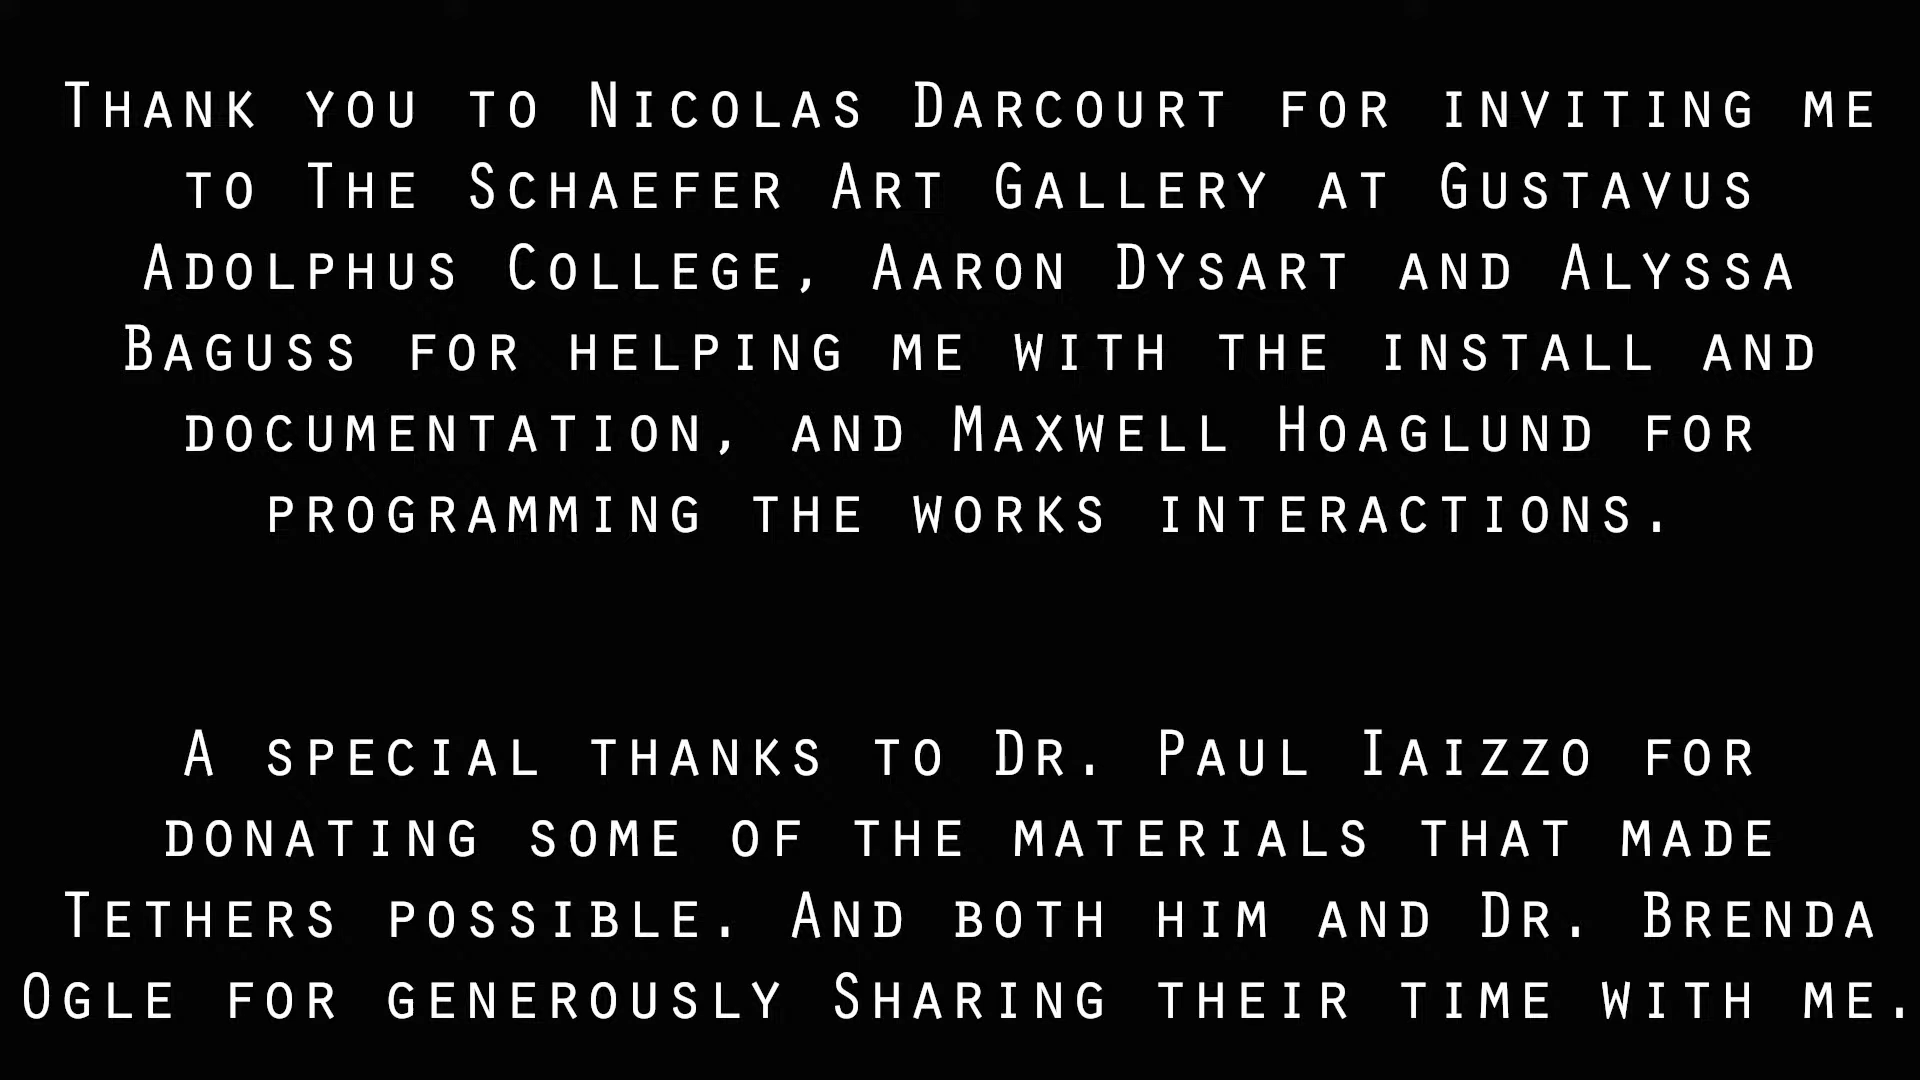 Thank you to Nicolas Darcourt for inviting me
to The Schaefer Art Gallery at Gustavus
Adolphus College, Aaron Dysart and Alyssa
Baguss for helping me with the install and
documentation, and Maxwell Hoaglund for
programming the works interactions.
A special thanks to Dr. Paul Iaizzo for
donating some of the materials that made
Tethers possible. And both him and Dr. Brenda
Ogle for generously Sharing their time with me.